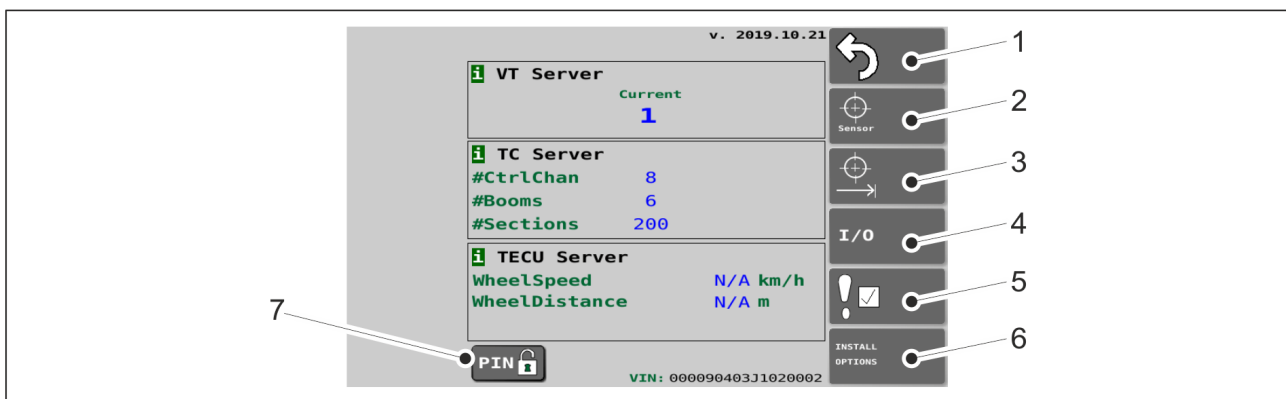 v. 2019.10.21
i VT Server
Current
1
i TC Server
#CtrlChan 8
#Booms 6
#Sections 200
i TECU Server
WheelSpeed N/A km/h
WheelDistance N/A m
PIN
VIN: 000090403J1020002
Sensor
I/O
INSTALL
OPTIONS
1
2
3
4
5
6
7